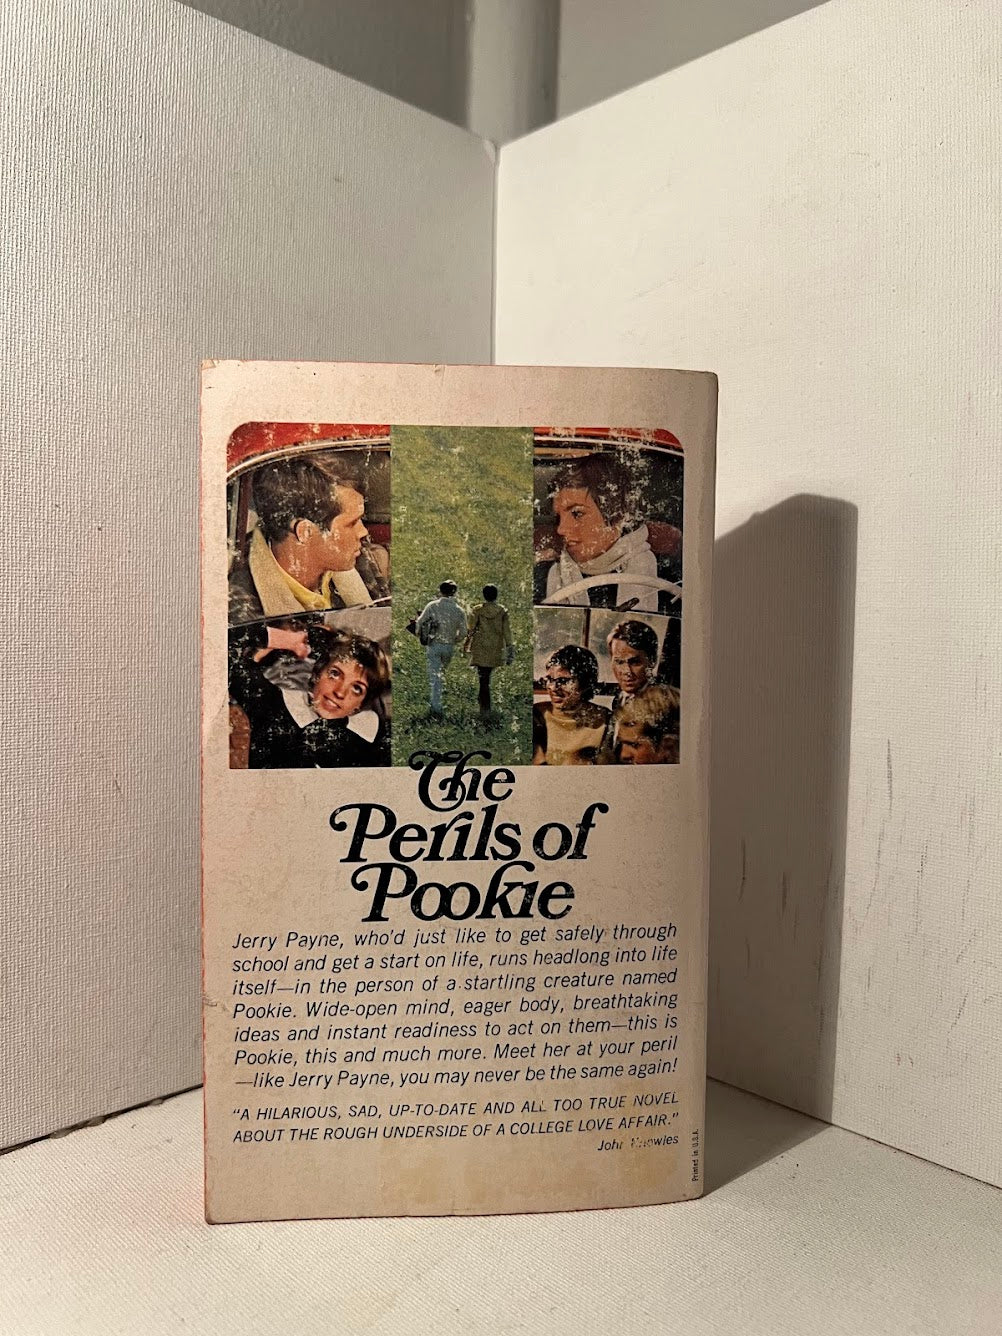 The
Perils of
Pookie
Jerry Payne, who'd just like to get safely through
school and get a start on life, runs headlong into life
itself—in the person of a startling creature named
Pookie. Wide-open mind, eager body, breathtaking
ideas and instant readiness to act on them—this is
Pookie, this and much more. Meet her at your peril
—like Jerry Payne, you may never be the same again!
"A HILARIOUS, SAD, UP-TO-DATE AND ALL TOO TRUE NOVEL
ABOUT THE ROUGH UNDERSIDE OF A COLLEGE LOVE AFFAIR."
John Knowles
Printed in U.S.A.